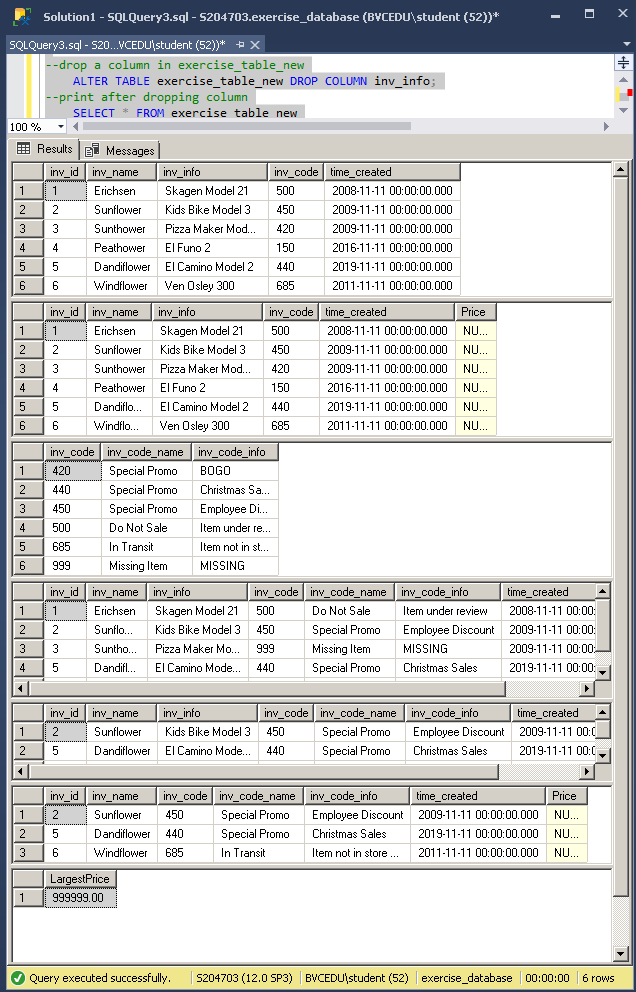 Solution1 - SQLQuery3.sql - S204703.exercise_database (BVCEDU\student (52))*
SQLQuery3.sql - S20...VCEDU\student (52))*
--drop a column in exercise_table_new
ALTER TABLE exercise_table_new DROP COLUMN inv_info;
--print after dropping column
SELECT * FROM exercise_table_new
100 %
Results Messages
inv_id inv_name inv_info inv_code time_created
1 1 Erichsen Skagen Model 21 500 2008-11-11 00:00:00.000
2 2 Sunflower Kids Bike Model 3 450 2009-11-11 00:00:00.000
3 3 Sunthower Pizza Maker Mod... 420 2009-11-11 00:00:00.000
4 4 Peathower El Funo 2 150 2016-11-11 00:00:00.000
5 5 Dandiflower El Camino Model 2 440 2019-11-11 00:00:00.000
6 6 Windflower Ven Osley 300 685 2011-11-11 00:00:00.000
inv_id inv_name inv_info inv_code time_created Price
1 1 Erichsen Skagen Model 21 500 2008-11-11 00:00:00.000 NU...
2 2 Sunflower Kids Bike Model 3 450 2009-11-11 00:00:00.000 NU...
3 3 Sunthower Pizza Maker Mod... 420 2009-11-11 00:00:00.000 NU...
4 4 Peathower El Funo 2 150 2016-11-11 00:00:00.000 NU...
5 5 Dandiflo... El Camino Model 2 440 2019-11-11 00:00:00.000 NU...
6 6 Windflo... Ven Osley 300 685 2011-11-11 00:00:00.000 NU...
inv_code inv_code_name inv_code_info
1 420 Special Promo BOGO
2 440 Special Promo Christmas Sa...
3 450 Special Promo Employee Di...
4 500 Do Not Sale Item under re...
5 685 In Transit Item not in st...
6 999 Missing Item MISSING
inv_id inv_name inv_info inv_code inv_code_name inv_code_info time_created
1 1 Erichsen Skagen Model 21 500 Do Not Sale Item under review 2008-11-11 00:00:
2 2 Sunflo... Kids Bike Model 3 450 Special Promo Employee Discount 2009-11-11 00:00:
3 3 Suntho... Pizza Maker Mo... 999 Missing Item MISSING 2009-11-11 00:00:
4 5 Dandifl... El Camino Model... 440 Special Promo Christmas Sales 2019-11-11 00:00:
inv_id inv_name inv_info inv_code inv_code_name inv_code_info time_created
1 2 Sunflower Kids Bike Model 3 450 Special Promo Employee Discount 2009-11-11 00:0
2 5 Dandiflower El Camino Mode... 440 Special Promo Christmas Sales 2019-11-11 00:0
inv_id inv_name inv_code inv_code_name inv_code_info time_created Price
1 2 Sunflower 450 Special Promo Employee Discount 2009-11-11 00:00:00.000 NU...
2 5 Dandiflower 440 Special Promo Christmas Sales 2019-11-11 00:00:00.000 NU...
3 6 Windflower 685 In Transit Item not in store ... 2011-11-11 00:00:00.000 NU...
LargestPrice
1 999999.00
Query executed successfully. S204703 (12.0 SP3) BVCEDU\student (52) exercise_database 00:00:00 6 rows